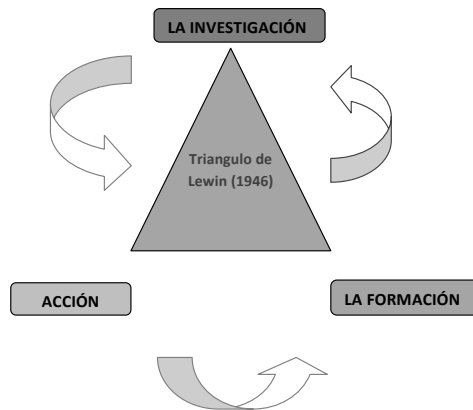 LA INVESTIGACIÓN
Triangulo de
Lewin (1946)
ACCIÓN
LA FORMACIÓN